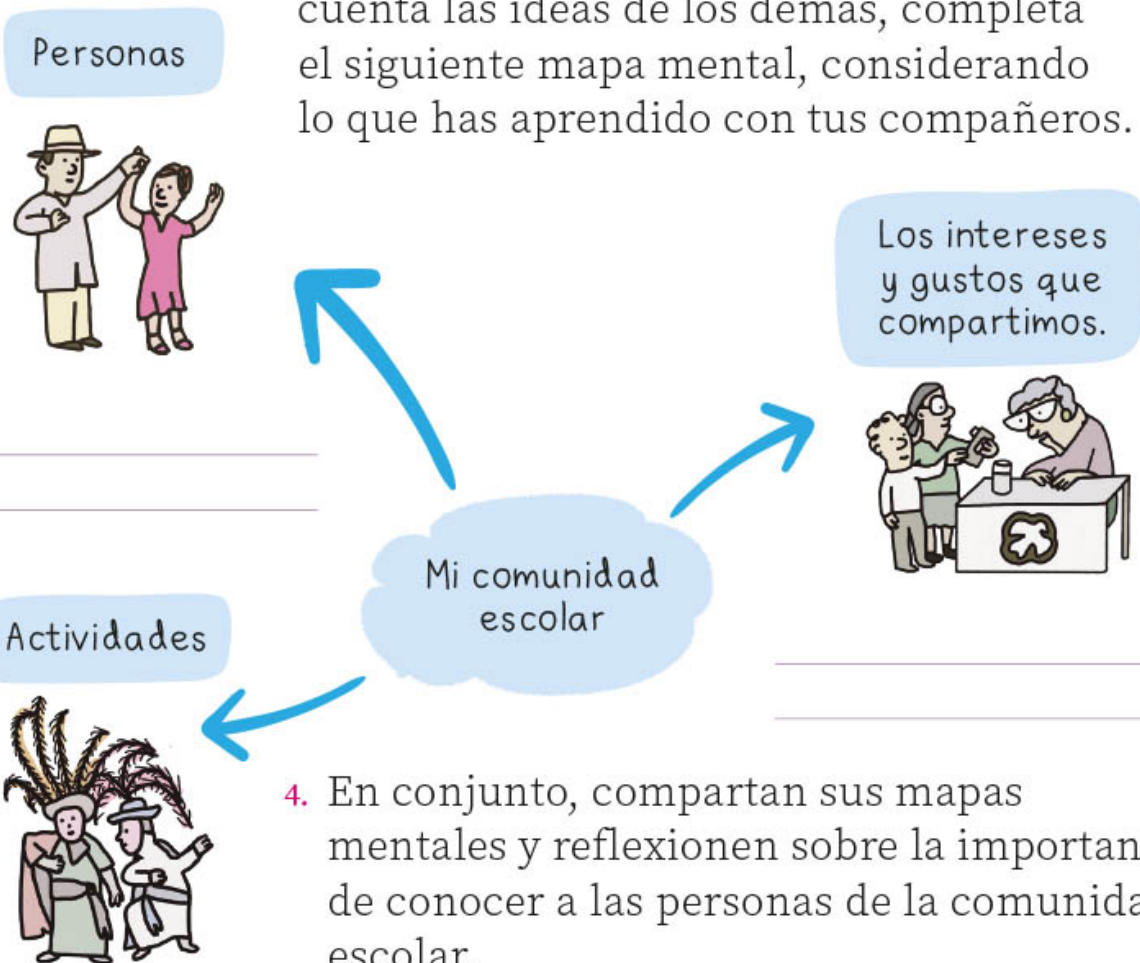 cuenta las ideas de los demás, completa
el siguiente mapa mental, considerando
lo que has aprendido con tus compañeros.
Personas
Los intereses
y gustos que
compartimos.
Mi comunidad
escolar
Actividades
4. En conjunto, compartan sus mapas
mentales y reflexionen sobre la importan
de conocer a las personas de la comunida
escolar.